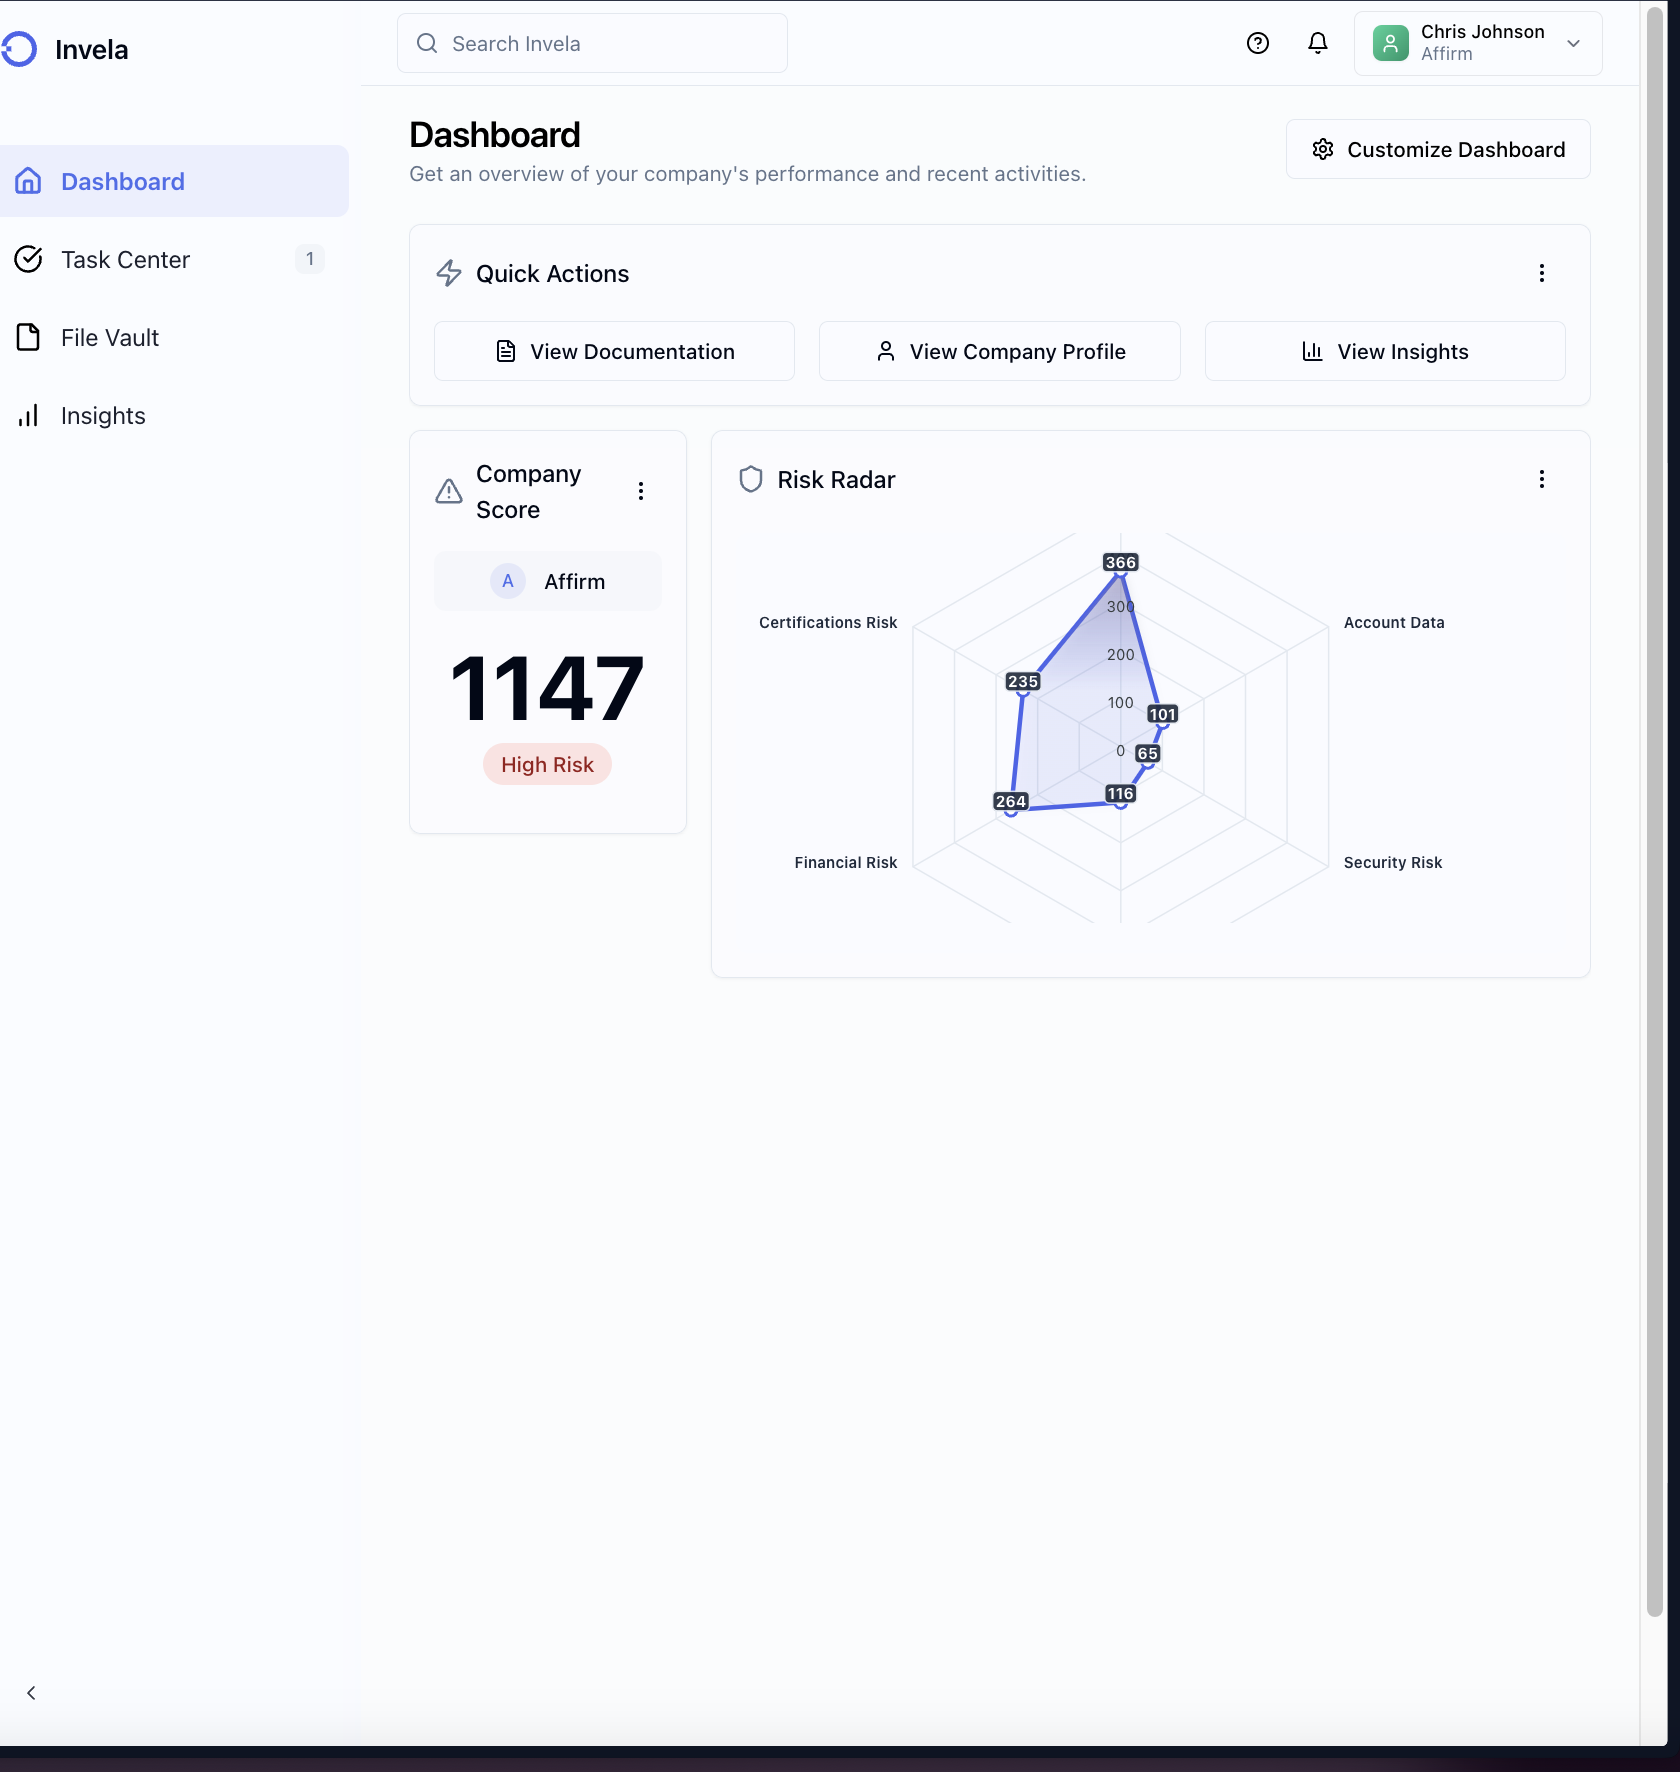 Invela
Search Invela
Chris Johnson
Affirm
Dashboard
Task Center
1
File Vault
Insights
Dashboard
Get an overview of your company's performance and recent activities.
Customize Dashboard
Quick Actions
View Documentation
View Company Profile
View Insights
Company
Score
A
Affirm
1147
High Risk
Risk Radar
366
300
Certifications Risk
Account Data
200
235
100
101
0
65
116
264
Financial Risk
Security Risk